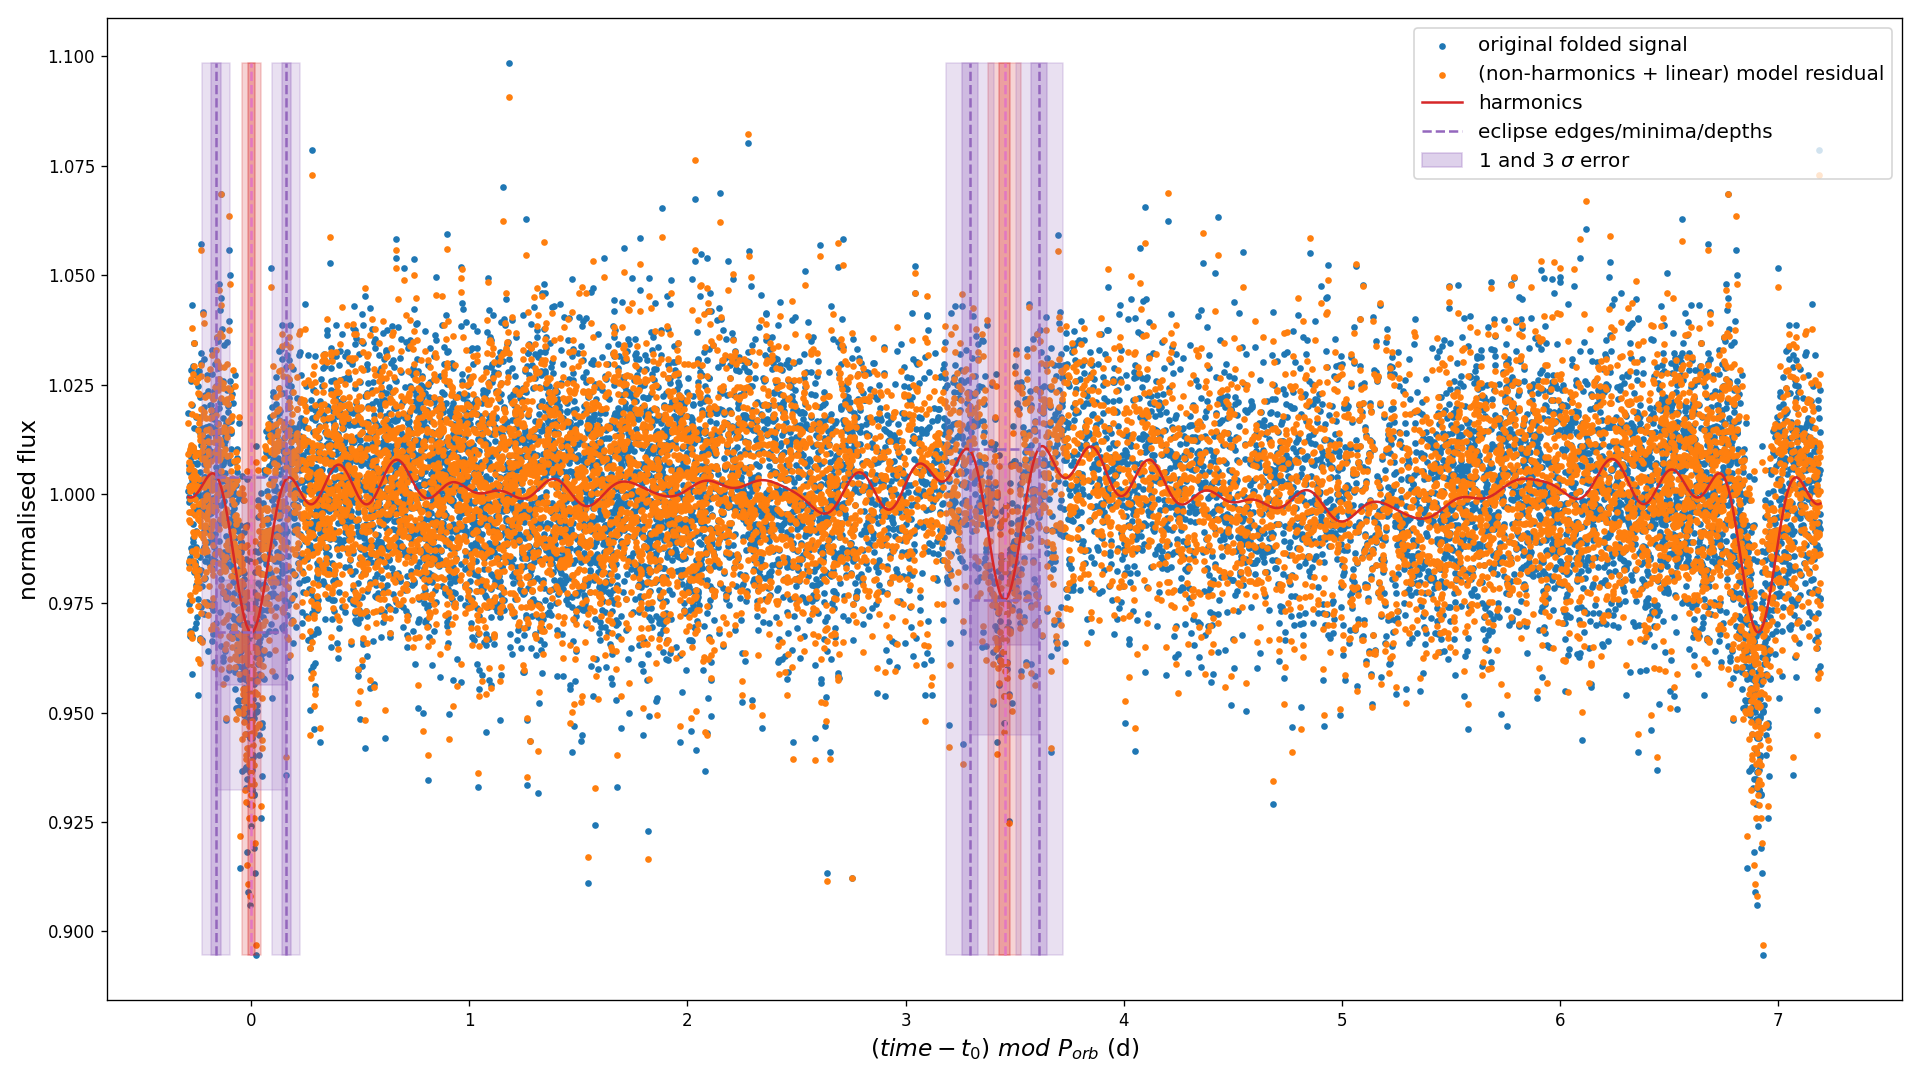 original folded signal
(non-harmonics + linear) model residual
harmonics
eclipse edges/minima/depths
1 and 3 σ error
normalised flux
1.100
1.075
1.050
1.025
1.000
0.975
0.950
0.925
0.900
0 1 2 3 4 5 6 7
(time − t₀) mod Pₒᵣb (d)